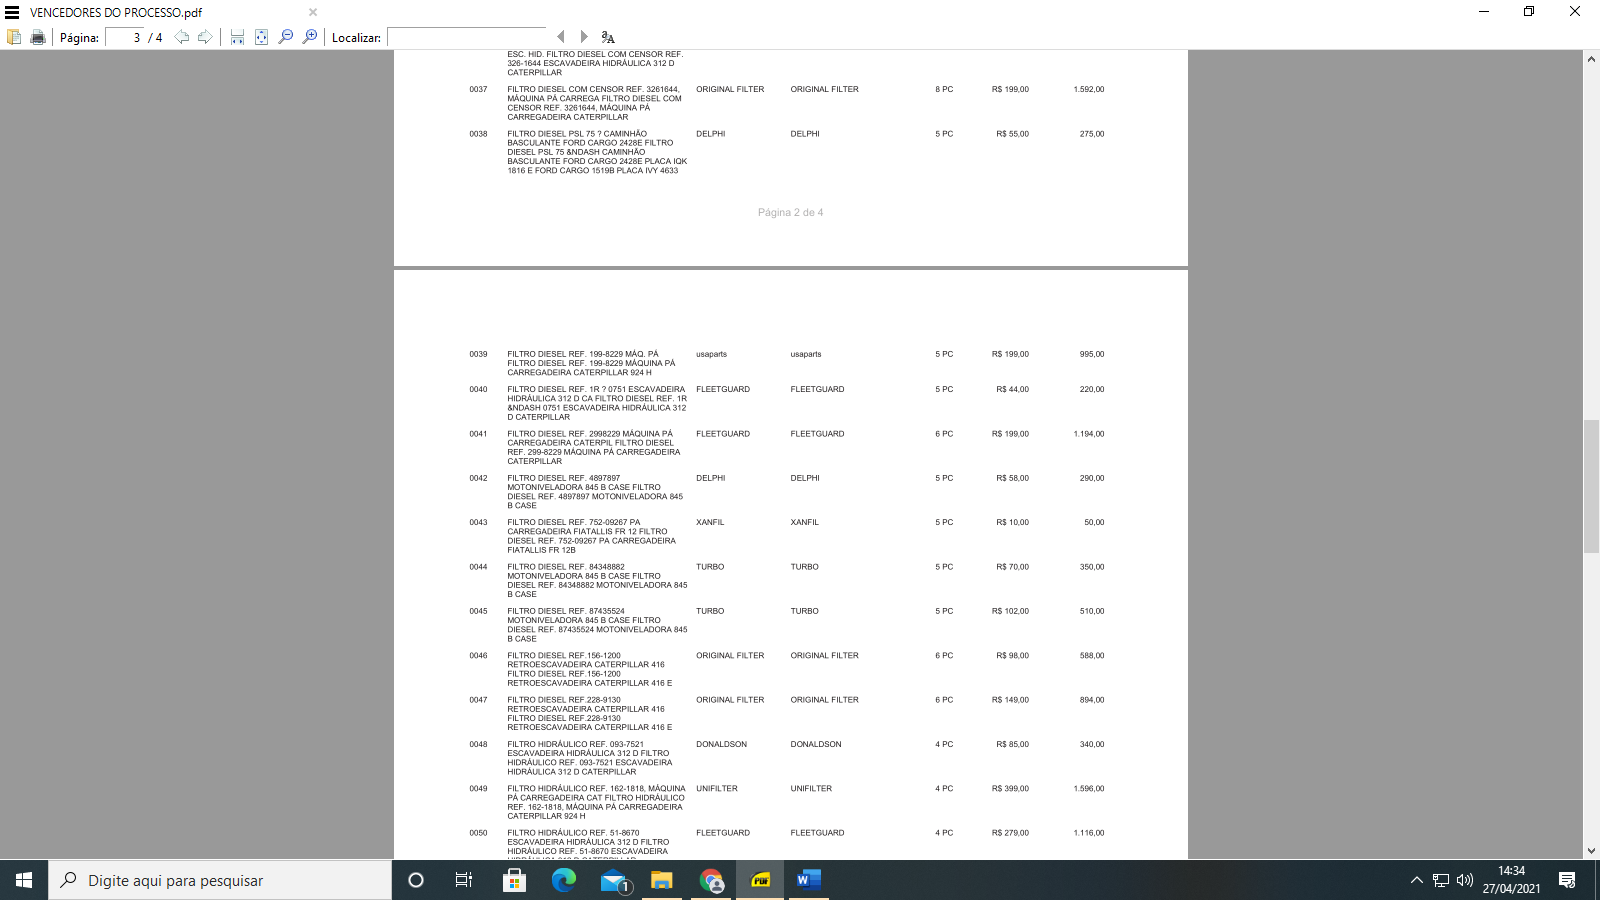 VENCEDORES DO PROCESSO.pdf
Página: 3 / 4 Localizar:
ESC. HID. FILTRO DIESEL COM CENSOR REF.
326-1644 ESCAVADEIRA HIDRÁULICA 312 D
CATERPILLAR
0037 FILTRO DIESEL COM CENSOR REF. 3261644, ORIGINAL FILTER ORIGINAL FILTER 8 PC R$ 199,00 1.592,00
MÁQUINA PÁ CARREGA FILTRO DIESEL COM
CENSOR REF. 3261644, MÁQUINA PÁ
CARREGADEIRA CATERPILLAR
0038 FILTRO DIESEL PSL 75 ? CAMINHÃO DELPHI DELPHI 5 PC R$ 55,00 275,00
BASCULANTE FORD CARGO 2428E FILTRO
DIESEL PSL 75 &NDASH CAMINHÃO
BASCULANTE FORD CARGO 2428E PLACA IQK
1816 E FORD CARGO 1519B PLACA IVY 4633
Página 2 de 4
0039 FILTRO DIESEL REF. 199-8229 MÁQ. PÁ usaparts usaparts 5 PC R$ 199,00 995,00
FILTRO DIESEL REF. 199-8229 MÁQUINA PÁ
CARREGADEIRA CATERPILLAR 924 H
0040 FILTRO DIESEL REF. 1R ? 0751 ESCAVADEIRA FLEETGUARD FLEETGUARD 5 PC R$ 44,00 220,00
HIDRÁULICA 312 D CA FILTRO DIESEL REF. 1R
&NDASH 0751 ESCAVADEIRA HIDRÁULICA 312
D CATERPILLAR
0041 FILTRO DIESEL REF. 2998229 MÁQUINA PÁ FLEETGUARD FLEETGUARD 6 PC R$ 199,00 1.194,00
CARREGADEIRA CATERPIL FILTRO DIESEL
REF. 299-8229 MÁQUINA PÁ CARREGADEIRA
CATERPILLAR
0042 FILTRO DIESEL REF. 4897897 DELPHI DELPHI 5 PC R$ 58,00 290,00
MOTONIVELADORA 845 B CASE FILTRO
DIESEL REF. 4897897 MOTONIVELADORA 845
B CASE
0043 FILTRO DIESEL REF. 752-09267 PA XANFIL XANFIL 5 PC R$ 10,00 50,00
CARREGADEIRA FIATALLIS FR 12 FILTRO
DIESEL REF. 752-09267 PA CARREGADEIRA
FIATALLIS FR 12B
0044 FILTRO DIESEL REF. 84348882 TURBO TURBO 5 PC R$ 70,00 350,00
MOTONIVELADORA 845 B CASE FILTRO
DIESEL REF. 84348882 MOTONIVELADORA 845
B CASE
0045 FILTRO DIESEL REF. 87435524 TURBO TURBO 5 PC R$ 102,00 510,00
MOTONIVELADORA 845 B CASE FILTRO
DIESEL REF. 87435524 MOTONIVELADORA 845
B CASE
0046 FILTRO DIESEL REF.156-1200 ORIGINAL FILTER ORIGINAL FILTER 6 PC R$ 98,00 588,00
RETROESCAVADEIRA CATERPILLAR 416
FILTRO DIESEL REF.156-1200
RETROESCAVADEIRA CATERPILLAR 416 E
0047 FILTRO DIESEL REF.228-9130 ORIGINAL FILTER ORIGINAL FILTER 6 PC R$ 149,00 894,00
RETROESCAVADEIRA CATERPILLAR 416
FILTRO DIESEL REF.228-9130
RETROESCAVADEIRA CATERPILLAR 416 E
0048 FILTRO HIDRÁULICO REF. 093-7521 DONALDSON DONALDSON 4 PC R$ 85,00 340,00
ESCAVADEIRA HIDRÁULICA 312 D FILTRO
HIDRÁULICO REF. 093-7521 ESCAVADEIRA
HIDRÁULICA 312 D CATERPILLAR
0049 FILTRO HIDRÁULICO REF. 162-1818, MÁQUINA UNIFILTER UNIFILTER 4 PC R$ 399,00 1.596,00
PÁ CARREGADEIRA CAT FILTRO HIDRÁULICO
REF. 162-1818, MÁQUINA PÁ CARREGADEIRA
CATERPILLAR 924 H
0050 FILTRO HIDRÁULICO REF. 51-8670 FLEETGUARD FLEETGUARD 4 PC R$ 279,00 1.116,00
ESCAVADEIRA HIDRÁULICA 312 D FILTRO
HIDRÁULICO REF. 51-8670 ESCAVADEIRA
HIDRÁULICA 312 D CATERPILLAR
Digite aqui para pesquisar
1
PDF
W
14:34
27/04/2021